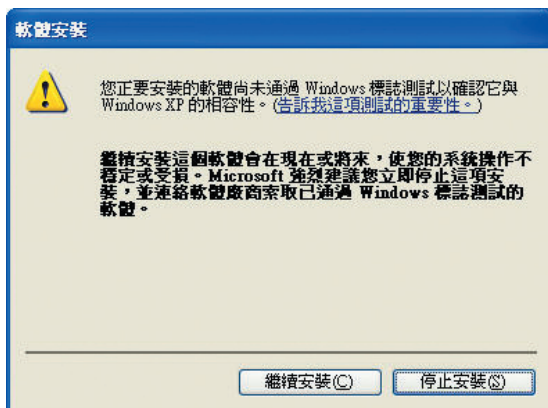 軟體安裝
您正要安裝的軟體尚未通過 Windows 標誌測試以確認它與
Windows XP 的相容性。(告訴我這項測試的重要性。)
繼續安裝這個軟體會在現在或將來，使您的系統操作不
穩定或受損。Microsoft 強烈建議您立即停止這項安
裝，並連絡軟體廠商索取已通過 Windows 標誌測試的
軟體。
繼續安裝(C)
停止安裝(S)